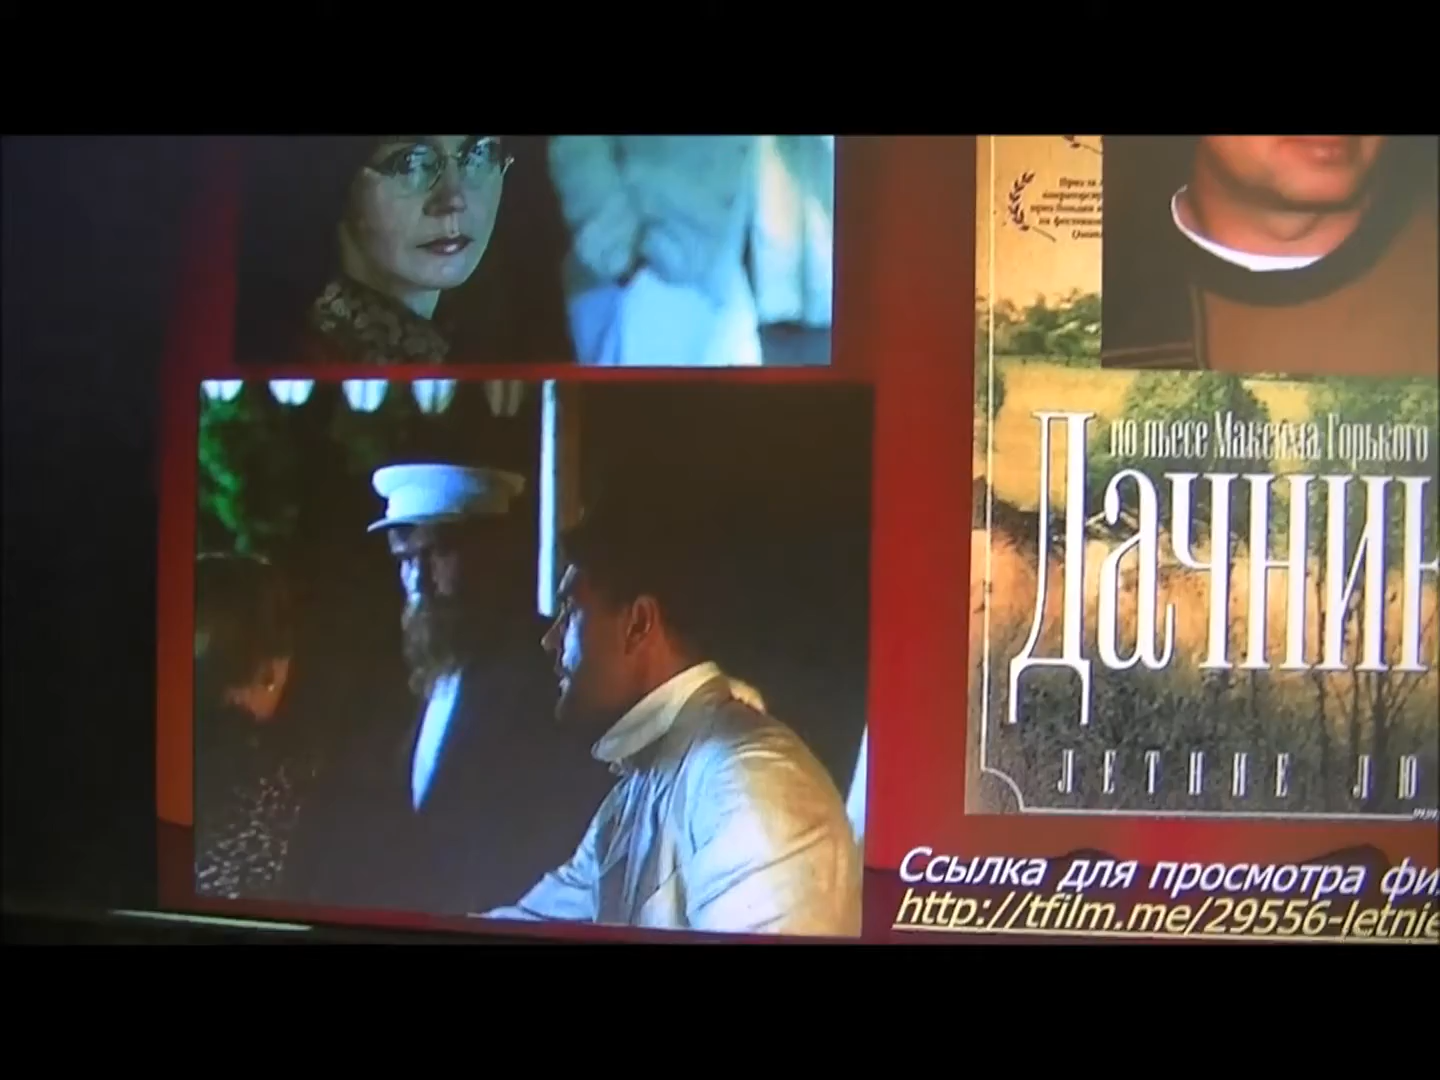 по пьесе Максима Горького
Дачник
ЛЕТНИЕ ЛЮ
Ссылка для просмотра фи
http://tfilm.me/29556-letnie